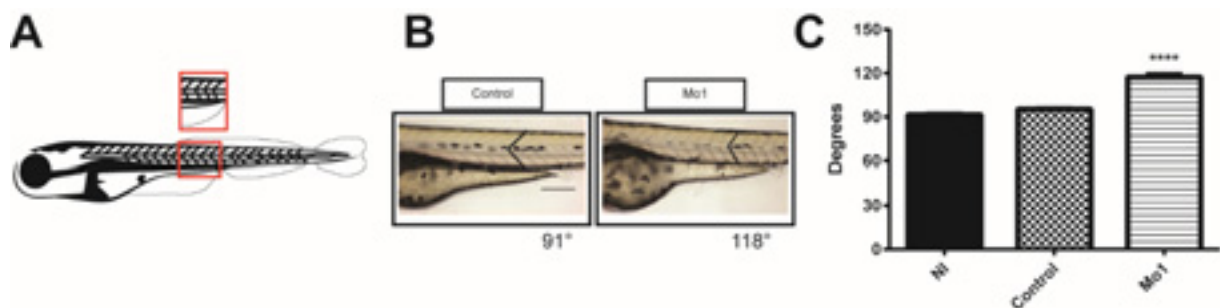 A
B
C
Control
Mo1
91°
118°
Degrees
150
120
90
60
30
0
****
NI
Control
Mo1